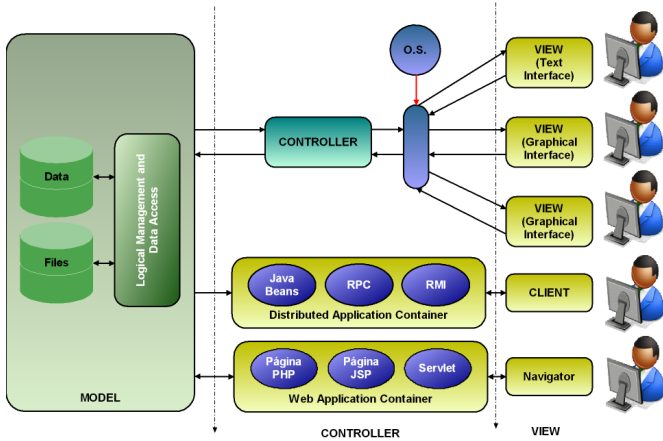 O.S.
VIEW
(Text
Interface)
CONTROLLER
VIEW
(Graphical
Interface)
Data
Logical Management and
Data Access
VIEW
(Graphical
Interface)
Files
Java
Beans
RPC
RMI
CLIENT
Distributed Application Container
Página
PHP
Página
JSP
Servlet
Navigator
Web Application Container
MODEL
CONTROLLER
VIEW